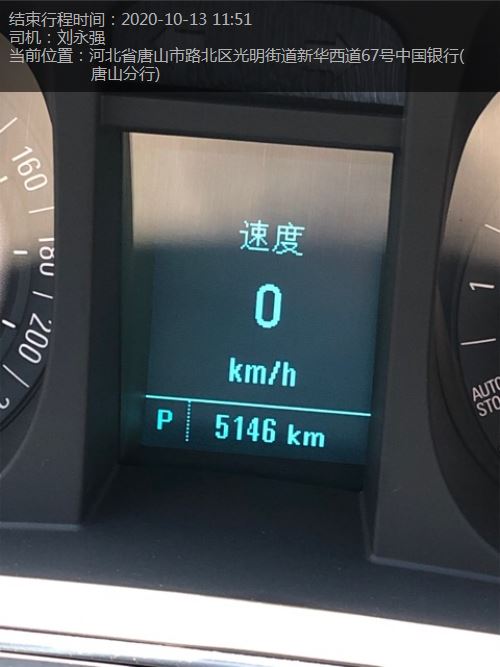 结束行程时间：2020-10-13 11:51
司机：刘永强
当前位置：河北省唐山市路北区光明街道新华西道67号中国银行(
唐山分行)
160
180
200
速度
0
km/h
P 5146 km
1
AUTO
STO